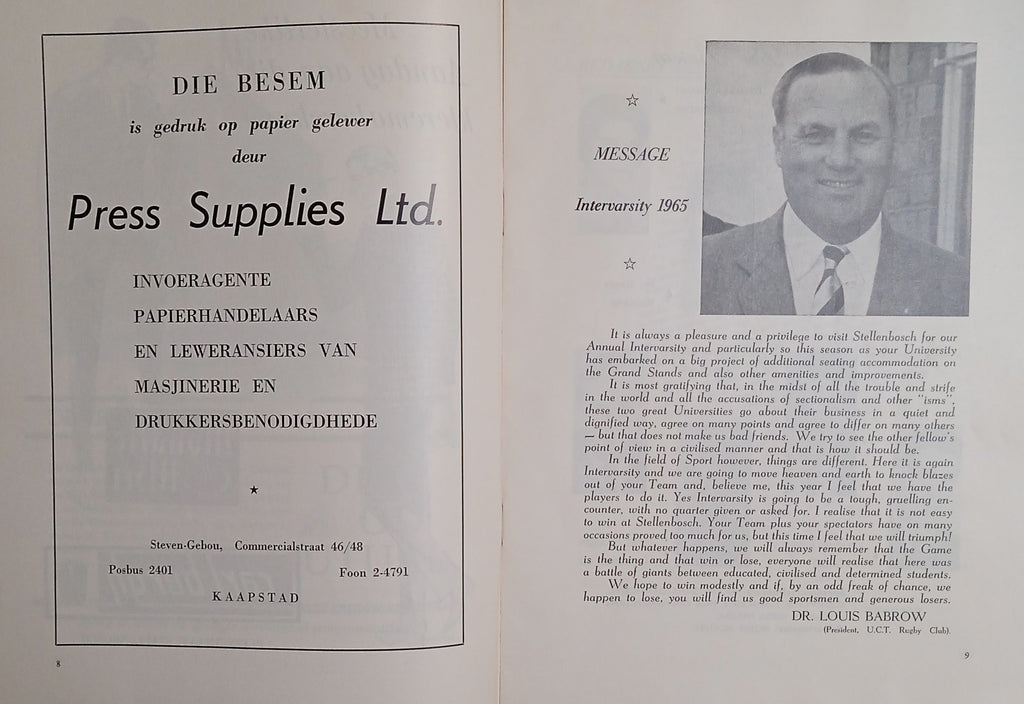 DIE BESEM
is gedruk op papier gelewer
deur
Press Supplies Ltd.
INVOERAGENTE
PAPIERHANDELAARS
EN LEWERANSIERS VAN
MASJINERIE EN
DRUKKERSBENODIGDHEDE
Steven-Gebou, Commercialstraat 46/48
Posbus 2401 Foon 2-4791
KAAPSTAD
8
MESSAGE
Intervarsity 1965
It is always a pleasure and a privilege to visit Stellenbosch for our
Annual Intervarsity and particularly so this season as your University
has embarked on a big project of additional seating accommodation on
the Grand Stands and also other amenities and improvements.
It is most gratifying that, in the midst of all the trouble and strife
in the world and all the accusations of sectionalism and other "isms",
these two great Universities go about their business in a quiet and
dignified way, agree on many points and agree to differ on many others
— but that does not make us bad friends. We try to see the other fellow's
point of view in a civilised manner and that is how it should be.
In the field of Sport however, things are different. Here it is again
Intervarsity and we are going to move heaven and earth to knock blazes
out of your Team and, believe me, this year I feel that we have the
players to do it. Yes Intervarsity is going to be a tough, gruelling en-
counter, with no quarter given or asked for. I realise that it is not easy
to win at Stellenbosch. Your Team plus your spectators have on many
occasions proved too much for us, but this time I feel that we will triumph!
But whatever happens, we will always remember that the Game
is the thing and that win or lose, everyone will realise that here was
a battle of giants between educated, civilised and determined students.
We hope to win modestly and if, by an odd freak of chance, we
happen to lose, you will find us good sportsmen and generous losers.
DR. LOUIS BABROW
(President, U.C.T. Rugby Club).
9